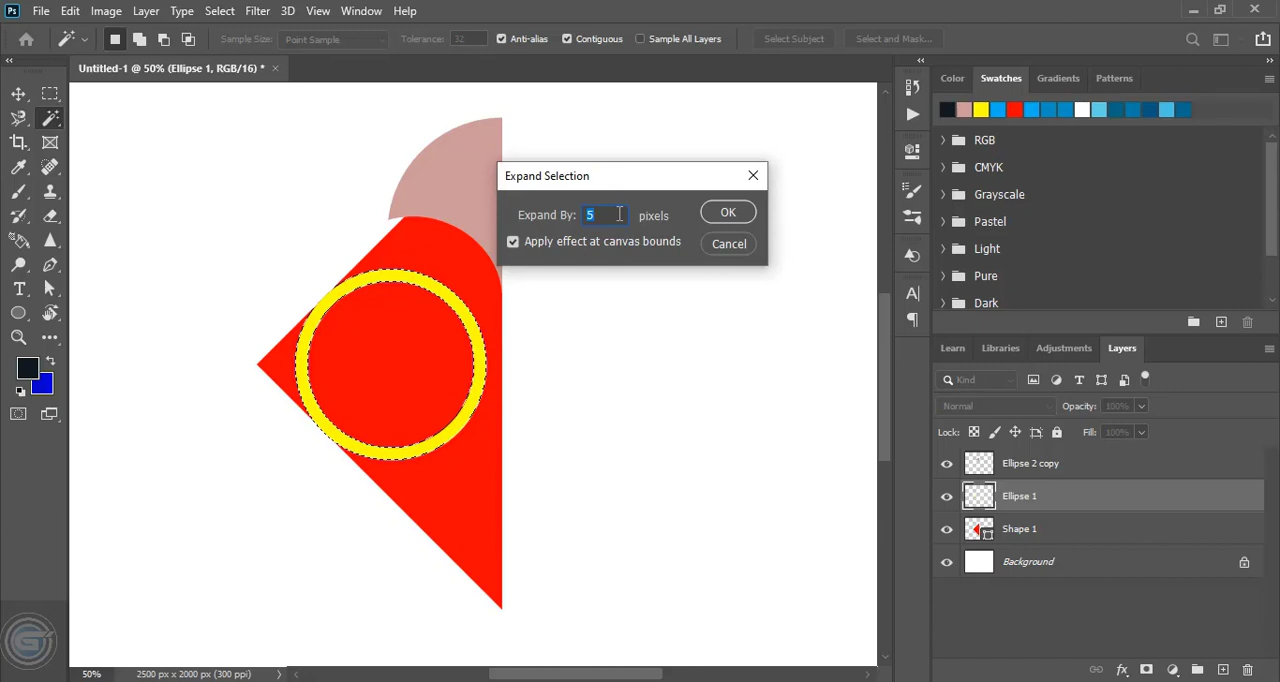 Ps File Edit Image Layer Type Select Filter 3D View Window Help
Sample Size: Point Sample Tolerance: 32 Anti-alias Contiguous Sample All Layers Select Subject Select and Mask...
Untitled-1 @ 50% (Ellipse 1, RGB/16) * ×
Color Swatches Gradients Patterns
RGB
CMYK
Grayscale
Pastel
Light
Pure
Dark
Expand Selection
Expand By: 5 pixels
OK
Apply effect at canvas bounds
Cancel
Learn Libraries Adjustments Layers
Kind
Normal Opacity: 100%
Lock: Fill: 100%
Ellipse 2 copy
Ellipse 1
Shape 1
Background
50% 2500 px x 2000 px (300 ppi)